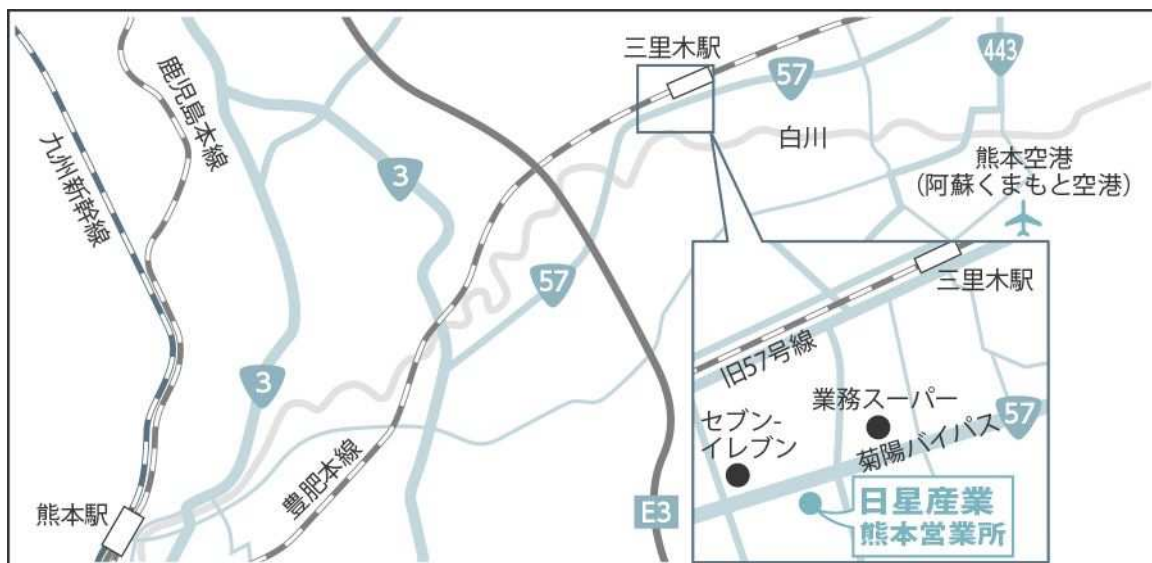 三里木駅
57
443
鹿児島本線
九州新幹線
白川
熊本空港
（阿蘇くまもと空港）
3
57
3
豊肥本線
熊本駅
E3
三里木駅
旧57号線
業務スーパー
セブン-
イレブン
57
菊陽バイパス
日星産業
熊本営業所